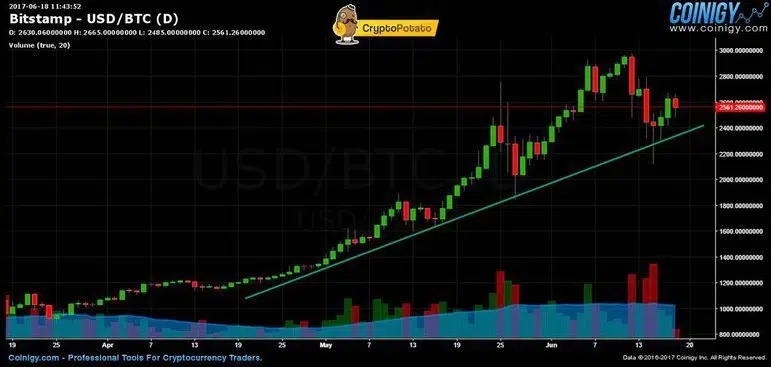 2017-06-18 11:43:52
Bitstamp - USD/BTC (D)
O: 2630.06000000 H: 2665.00000000 L: 2485.00000000 C: 2561.26000000
Volume (true, 20)
CryptoPotato
COINIGY
www.coinigy.com
USD/BTC
3000.00000000
2561.26000000
2400.00000000
2200.00000000
2000.00000000
1800.00000000
1600.00000000
1400.00000000
1200.00000000
1000.00000000
800.00000000
19 25 Apr 7 13 19 25 May 7 13 19 25 Jun 7 13 20
Coinigy.com - Professional Tools For Cryptocurrency Traders.
Data © 2016-2017 Coinigy Inc. All Rights Reserved.